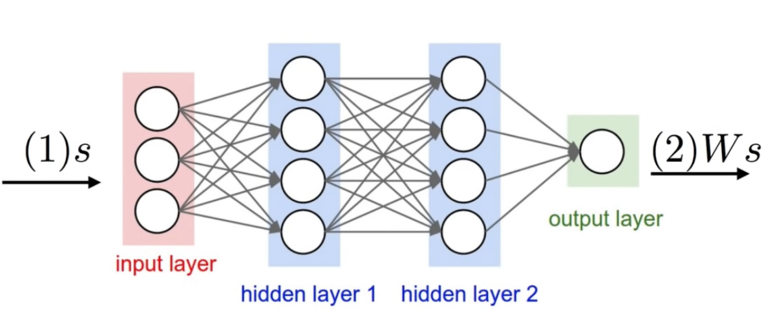 (1)s
(2)Ws
output layer
input layer
hidden layer 1
hidden layer 2